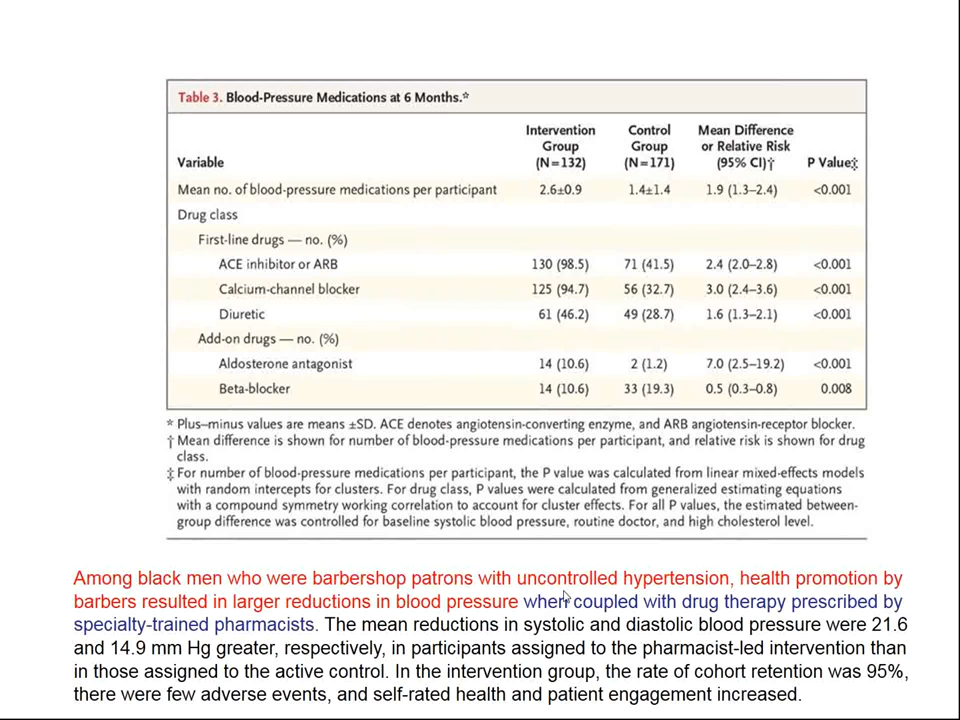 Table 3. Blood-Pressure Medications at 6 Months.*
Variable Intervention Group (N=132) Control Group (N=171) Mean Difference or Relative Risk (95% CI)† P Value‡
Mean no. of blood-pressure medications per participant 2.6±0.9 1.4±1.4 1.9 (1.3–2.4) <0.001
Drug class
First-line drugs — no. (%)
ACE inhibitor or ARB 130 (98.5) 71 (41.5) 2.4 (2.0–2.8) <0.001
Calcium-channel blocker 125 (94.7) 56 (32.7) 3.0 (2.4–3.6) <0.001
Diuretic 61 (46.2) 49 (28.7) 1.6 (1.3–2.1) <0.001
Add-on drugs — no. (%)
Aldosterone antagonist 14 (10.6) 2 (1.2) 7.0 (2.5–19.2) <0.001
Beta-blocker 14 (10.6) 33 (19.3) 0.5 (0.3–0.8) 0.008
* Plus–minus values are means ±SD. ACE denotes angiotensin-converting enzyme, and ARB angiotensin-receptor blocker.
† Mean difference is shown for number of blood-pressure medications per participant, and relative risk is shown for drug
class.
‡ For number of blood-pressure medications per participant, the P value was calculated from linear mixed-effects models
with random intercepts for clusters. For drug class, P values were calculated from generalized estimating equations
with a compound symmetry working correlation to account for cluster effects. For all P values, the estimated between-
group difference was controlled for baseline systolic blood pressure, routine doctor, and high cholesterol level.
Among black men who were barbershop patrons with uncontrolled hypertension, health promotion by
barbers resulted in larger reductions in blood pressure when coupled with drug therapy prescribed by
specialty-trained pharmacists. The mean reductions in systolic and diastolic blood pressure were 21.6
and 14.9 mm Hg greater, respectively, in participants assigned to the pharmacist-led intervention than
in those assigned to the active control. In the intervention group, the rate of cohort retention was 95%,
there were few adverse events, and self-rated health and patient engagement increased.